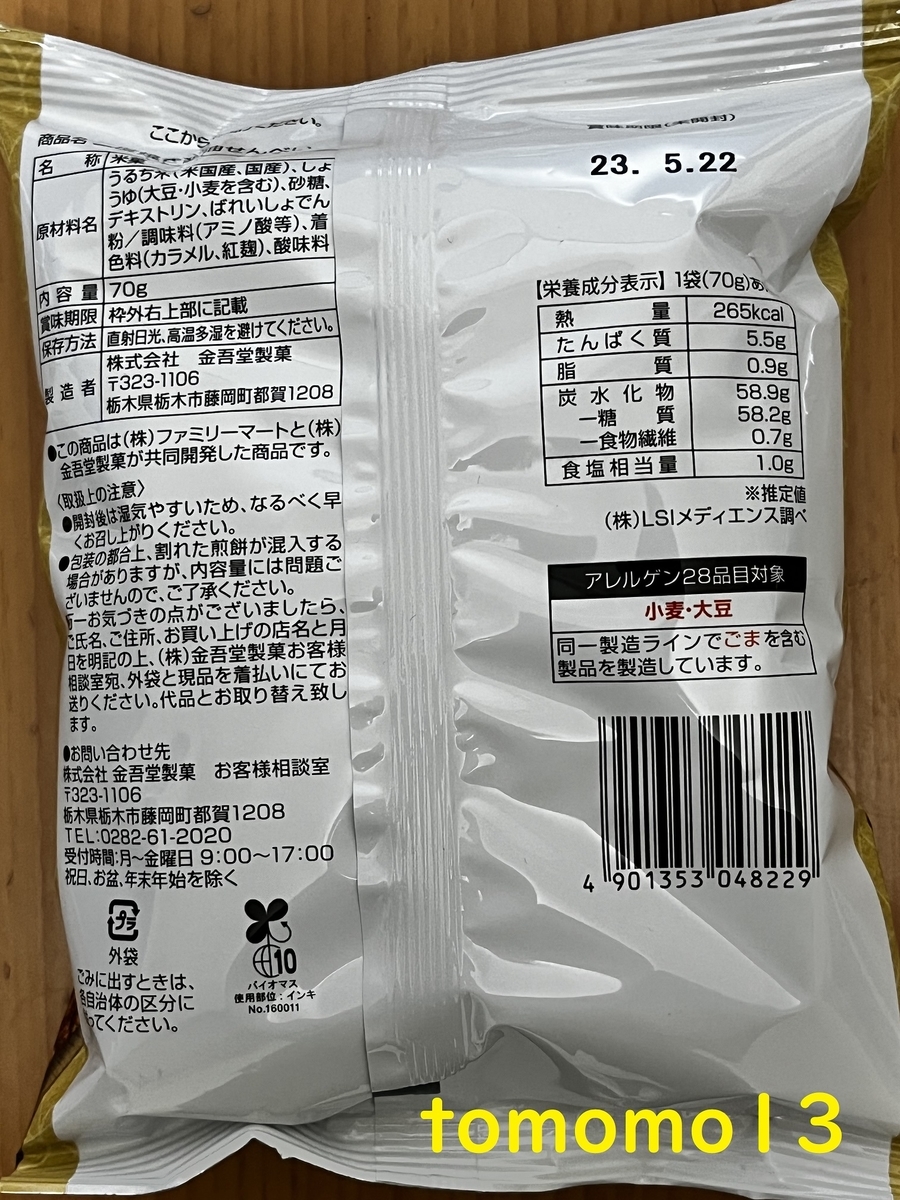 ここから
ださい。
商品名
せんべい
名称 米菓
原材料名
うるち米(米国産、国産)、しょ
うゆ(大豆・小麦を含む)、砂糖、
デキストリン、ばれいしょでん
粉/調味料(アミノ酸等)、着
色料(カラメル、紅麹)、酸味料
内容量 70g
賞味期限 枠外右上部に記載
保存方法 直射日光、高温多湿を避けてください。
製造者
株式会社 金吾堂製菓
〒323-1106
栃木県栃木市藤岡町都賀1208
●この商品は(株)ファミリーマートと(株)
金吾堂製菓が共同開発した商品です。
〈取扱上の注意〉
●開封後は湿気やすいため、なるべく早
くお召し上がりください。
●包装の都合上、割れた煎餅が混入する
場合がありますが、内容量には問題ご
ざいませんので、ご了承ください。
万一お気づきの点がございましたら、
ご氏名、ご住所、お買い上げの店名と月
日を明記の上、(株)金吾堂製菓お客様
相談室宛、外袋と現品を着払いにてお
送りください。代品とお取り替え致し
ます。
●お問い合わせ先
株式会社 金吾堂製菓 お客様相談室
〒323-1106
栃木県栃木市藤岡町都賀1208
TEL:0282-61-2020
受付時間:月〜金曜日 9:00〜17:00
祝日、お盆、年末年始を除く
プラ
外袋
ごみに出すときは、
各自治体の区分に
ってください。
10
バイオマス
使用部位:インキ
No.160011
賞味期限(未開封)
23. 5.22
【栄養成分表示】1袋(70g)あ
熱量 265kcal
たんぱく質 5.5g
脂質 0.9g
炭水化物 58.9g
―糖質 58.2g
―食物繊維 0.7g
食塩相当量 1.0g
※推定値
(株)LSIメディエンス調べ
アレルゲン28品目対象
小麦・大豆
同一製造ラインでごまを含む
製品を製造しています。
4 901353 048229
tomomo13